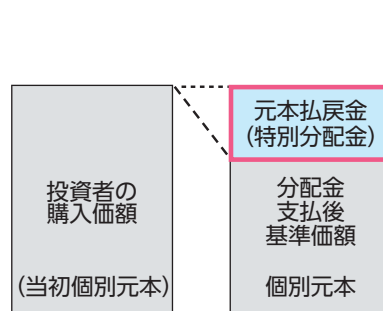 投資者の
購入価額
(当初個別元本)
元本払戻金
(特別分配金)
分配金
支払後
基準価額
個別元本